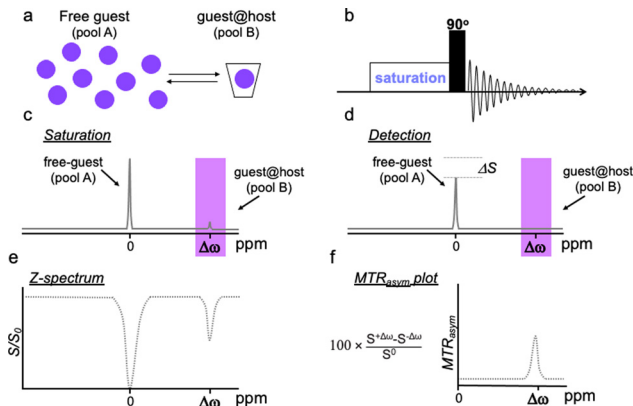 a
Free guest
(pool A)
guest@host
(pool B)
b
90°
saturation
c
Saturation
free-guest
(pool A)
guest@host
(pool B)
0
Δω
ppm
d
Detection
free-guest
(pool A)
ΔS
guest@host
(pool B)
0
Δω
ppm
e
Z-spectrum
S/S0
0
Δω
ppm
f
MTRasym plot
100 × S+Δω-S-Δω
S0
MTRasym
0
Δω
ppm